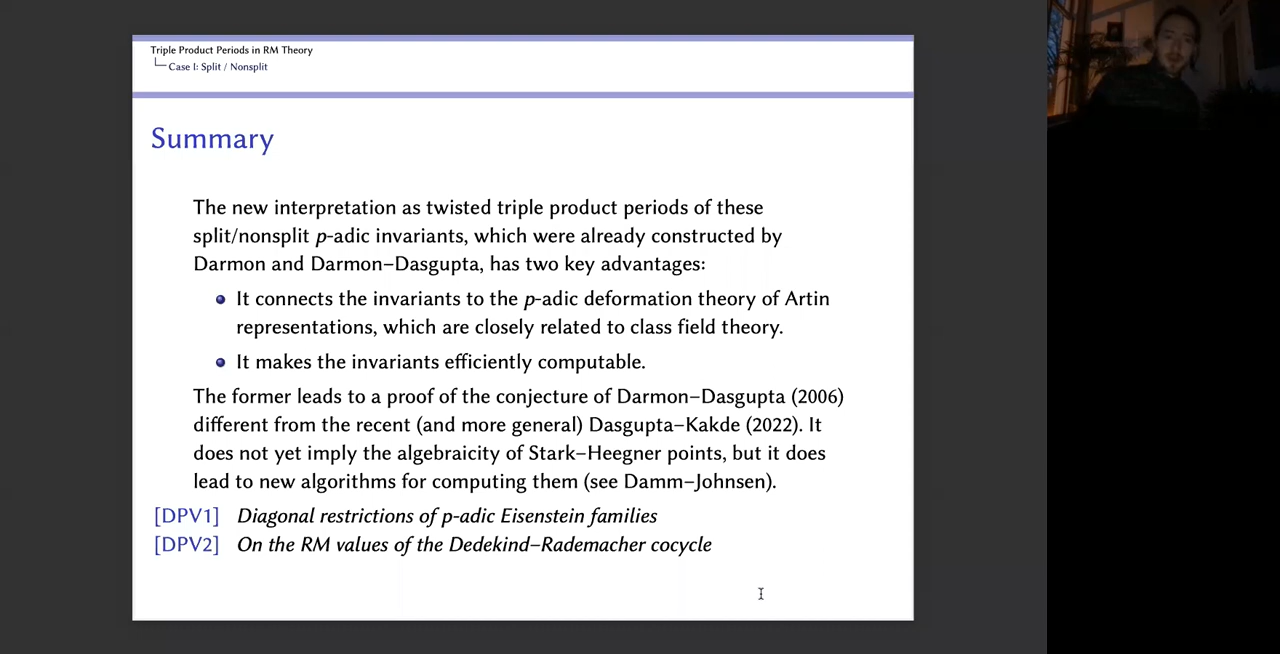 Triple Product Periods in RM Theory
Case I: Split / Nonsplit
Summary
The new interpretation as twisted triple product periods of these
split/nonsplit p-adic invariants, which were already constructed by
Darmon and Darmon–Dasgupta, has two key advantages:
It connects the invariants to the p-adic deformation theory of Artin
representations, which are closely related to class field theory.
It makes the invariants efficiently computable.
The former leads to a proof of the conjecture of Darmon–Dasgupta (2006)
different from the recent (and more general) Dasgupta–Kakde (2022). It
does not yet imply the algebraicity of Stark–Heegner points, but it does
lead to new algorithms for computing them (see Damm–Johnsen).
[DPV1] Diagonal restrictions of p-adic Eisenstein families
[DPV2] On the RM values of the Dedekind–Rademacher cocycle